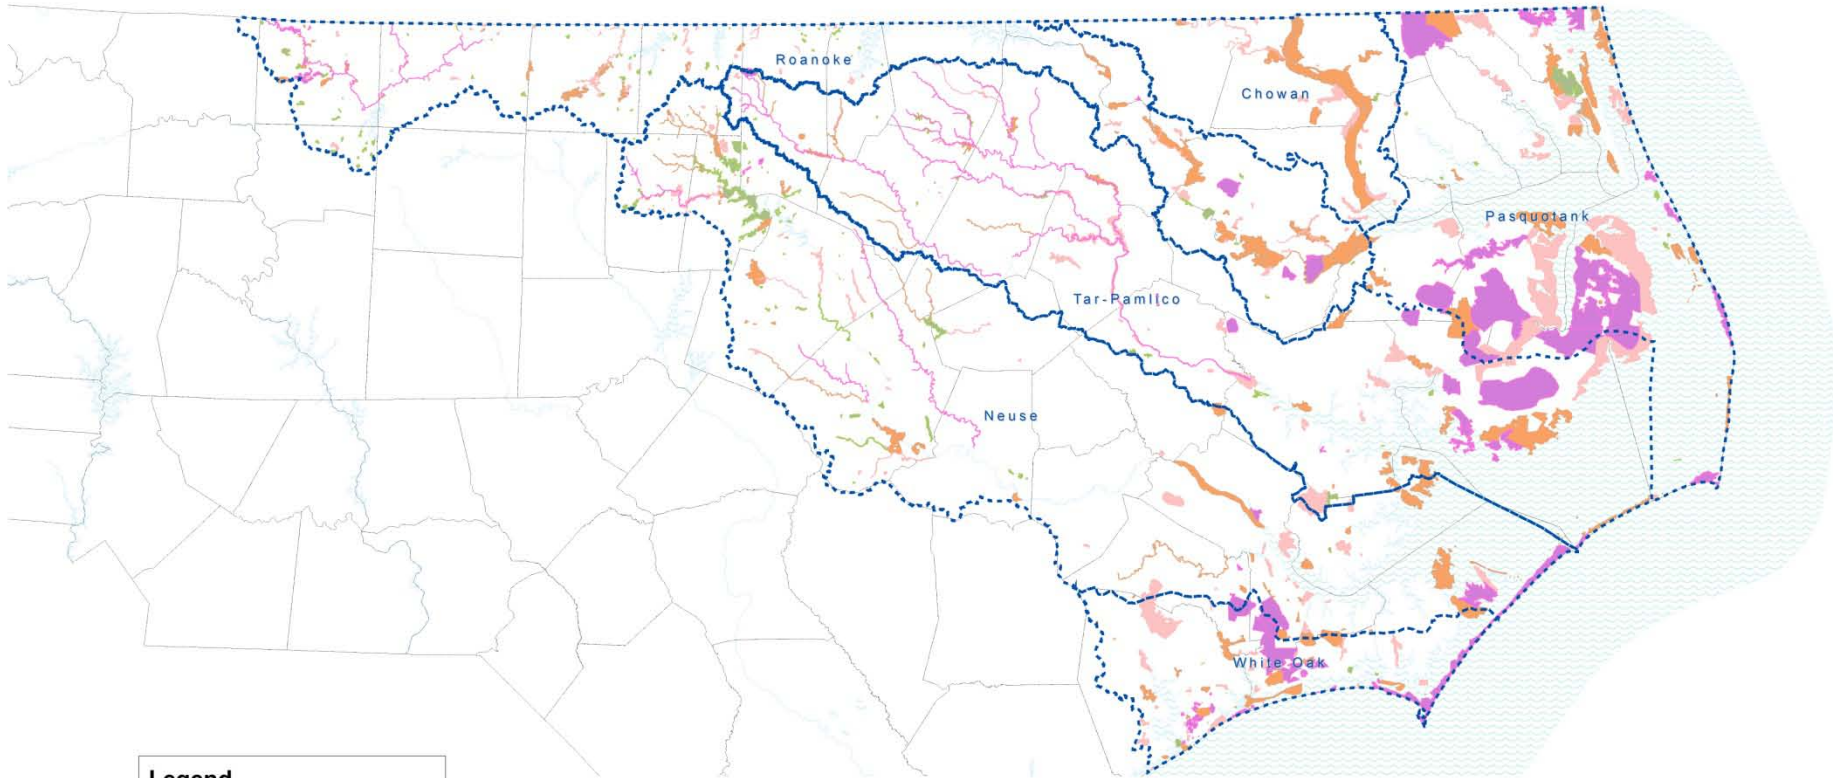 Roanoke
Chowan
Pasquotank
Tar-Pamlico
Neuse
White Oak
Legend